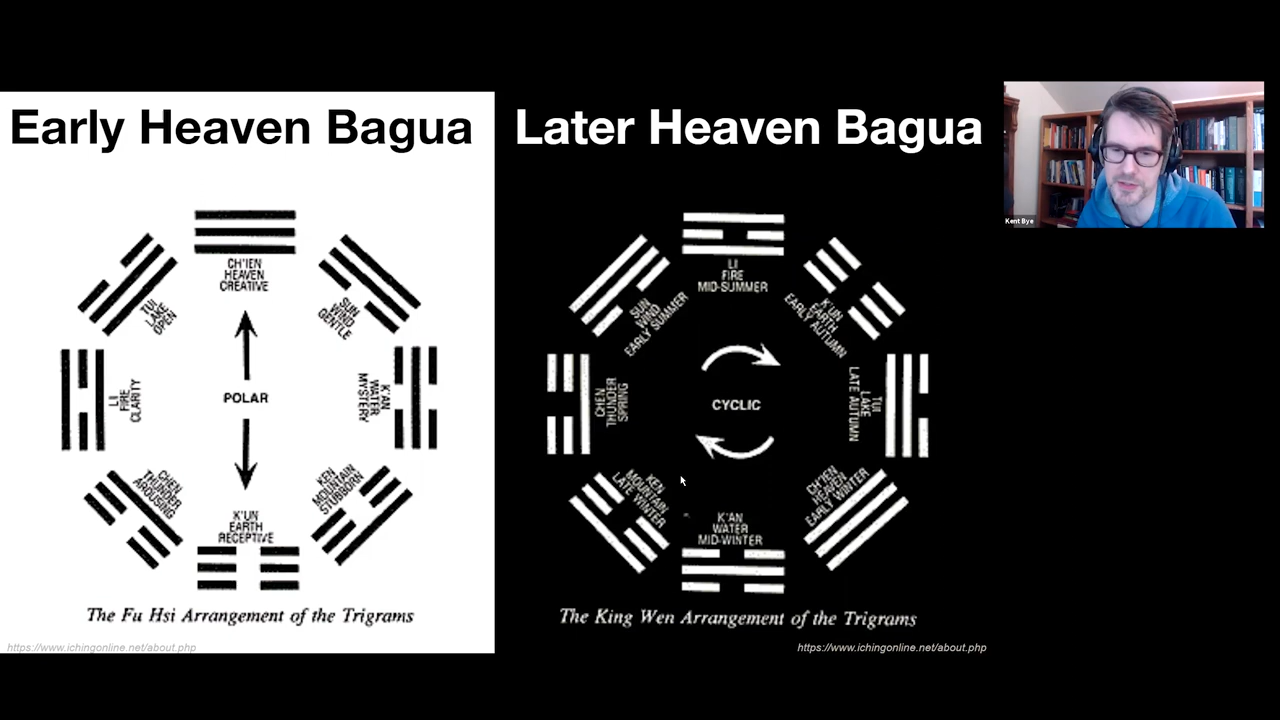 Early Heaven Bagua
CH'IEN
HEAVEN
CREATIVE
TUI
LAKE
OPEN
SUN
WIND
GENTLE
LI
FIRE
CLARITY
POLAR
K'AN
WATER
MYSTERY
CHEN
THUNDER
AROUSING
KEN
MOUNTAIN
STUBBORN
K'UN
EARTH
RECEPTIVE
The Fu Hsi Arrangement of the Trigrams
https://www.ichingonline.net/about.php
Later Heaven Bagua
LI
FIRE
MID-SUMMER
SUN
WIND
EARLY SUMMER
K'UN
EARTH
EARLY AUTUMN
CHEN
THUNDER
SPRING
CYCLIC
TUI
LAKE
LATE AUTUMN
KEN
MOUNTAIN
LATE WINTER
CH'IEN
HEAVEN
EARLY WINTER
K'AN
WATER
MID-WINTER
The King Wen Arrangement of the Trigrams
https://www.ichingonline.net/about.php
Kent Bye